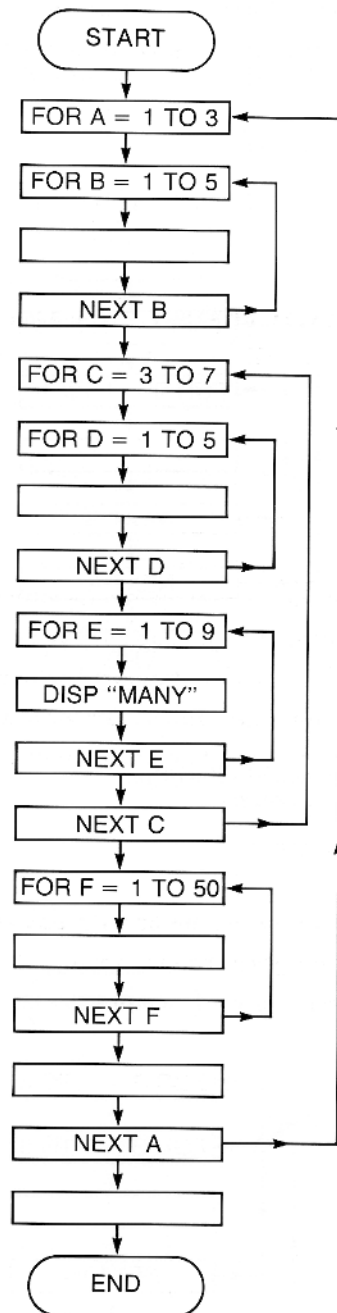 START
FOR A = 1 TO 3
FOR B = 1 TO 5
NEXT B
FOR C = 3 TO 7
FOR D = 1 TO 5
NEXT D
FOR E = 1 TO 9
DISP “MANY”
NEXT E
NEXT C
FOR F = 1 TO 50
NEXT F
NEXT A
END